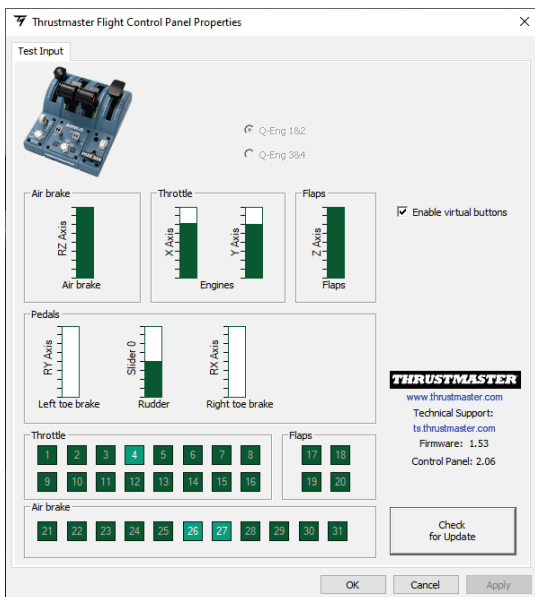 Thrustmaster Flight Control Panel Properties
Test Input
Q-Eng 1&2
Q-Eng 3&4
Air brake
RZ Axis
Air brake
Throttle
X Axis
Y Axis
Engines
Flaps
Z Axis
Flaps
Enable virtual buttons
Pedals
RY Axis
Left toe brake
Slider 0
Rudder
RX Axis
Right toe brake
THRUSTMASTER
www.thrustmaster.com
Technical Support:
ts.thrustmaster.com
Firmware: 1.53
Control Panel: 2.06
Throttle
1 2 3 4 5 6 7 8
9 10 11 12 13 14 15 16
Flaps
17 18
19 20
Air brake
21 22 23 24 25 26 27 28 29 30 31
Check
for Update
OK
Cancel
Apply